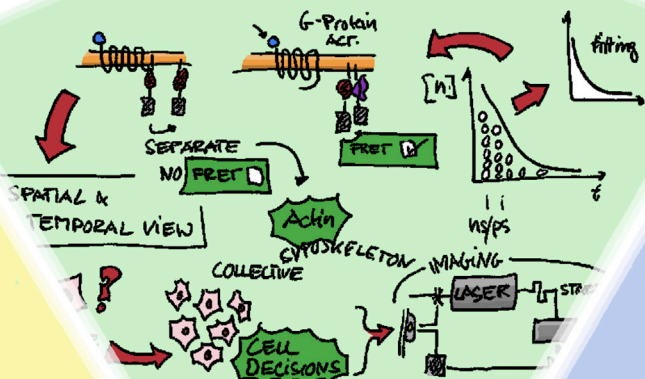 G-Protein
ACT.
fitting
[n.]
SEPARATE
NO FRET
FRET
t
ns/ps
SPATIAL &
TEMPORAL VIEW
Actin
CYTOSKELETON
IMAGING
COLLECTIVE
?
LASER
STAR
CELL
DECISIONS